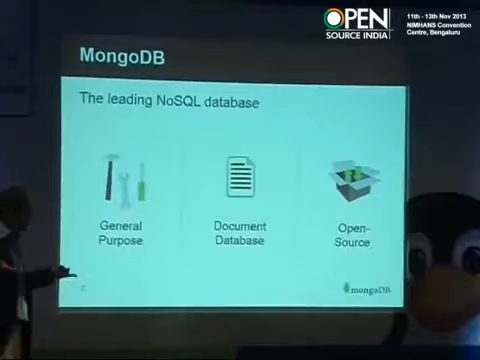 OPEN
SOURCE INDIA
11th - 13th Nov 2013
NIMHANS Convention
Centre, Bengaluru
MongoDB
The leading NoSQL database
General
Purpose
Document
Database
Open-
Source
mongoDB